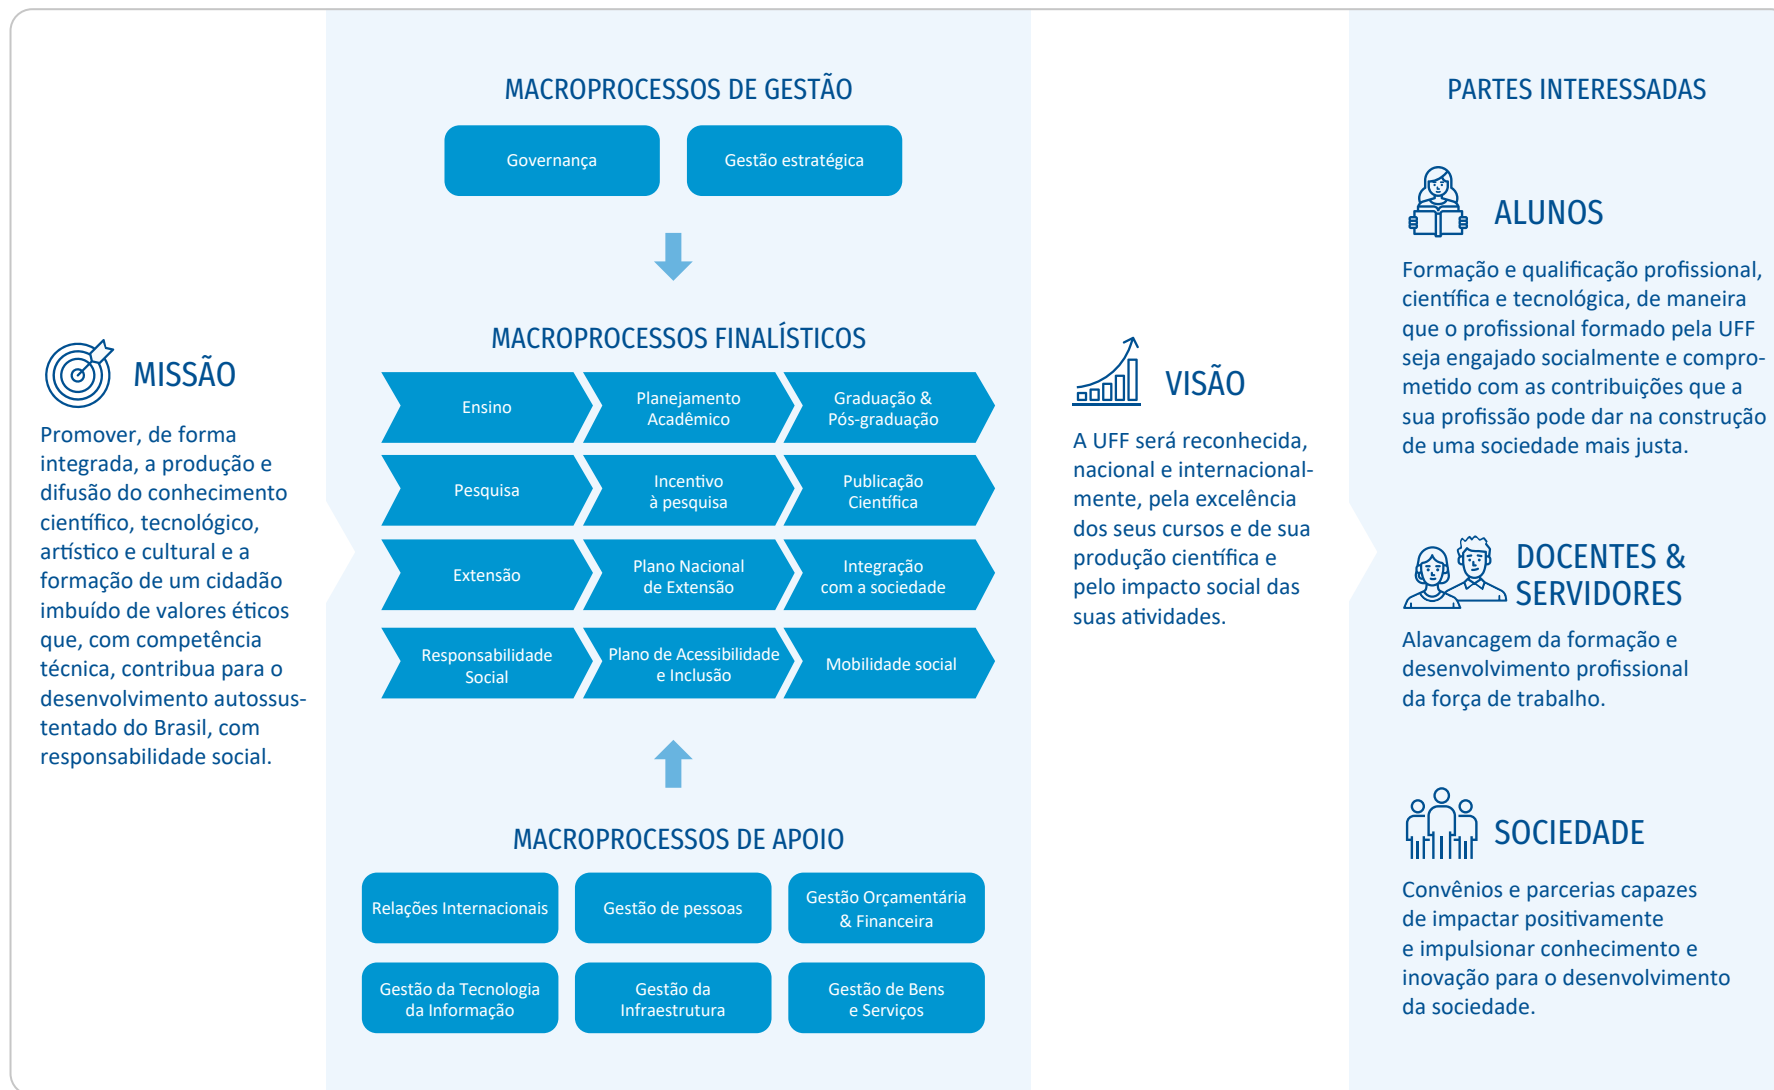 MISSÃO
Promover, de forma
integrada, a produção e
difusão do conhecimento
científico, tecnológico,
artístico e cultural e a
formação de um cidadão
imbuído de valores éticos
que, com competência
técnica, contribua para o
desenvolvimento autossus-
tentado do Brasil, com
responsabilidade social.
MACROPROCESSOS DE GESTÃO
Governança
Gestão estratégica
MACROPROCESSOS FINALÍSTICOS
Ensino
Planejamento
Acadêmico
Graduação &
Pós-graduação
Pesquisa
Incentivo
à pesquisa
Publicação
Científica
Extensão
Plano Nacional
de Extensão
Integração
com a sociedade
Responsabilidade
Social
Plano de Acessibilidade
e Inclusão
Mobilidade social
MACROPROCESSOS DE APOIO
Relações Internacionais
Gestão de pessoas
Gestão Orçamentária
& Financeira
Gestão da Tecnologia
da Informação
Gestão da
Infraestrutura
Gestão de Bens
e Serviços
VISÃO
A UFF será reconhecida,
nacional e internacional-
mente, pela excelência
dos seus cursos e de sua
produção científica e
pelo impacto social das
suas atividades.
PARTES INTERESSADAS
ALUNOS
Formação e qualificação profissional,
científica e tecnológica, de maneira
que o profissional formado pela UFF
seja engajado socialmente e compro-
metido com as contribuições que a
sua profissão pode dar na construção
de uma sociedade mais justa.
DOCENTES &
SERVIDORES
Alavancagem da formação e
desenvolvimento profissional
da força de trabalho.
SOCIEDADE
Convênios e parcerias capazes
de impactar positivamente
e impulsionar conhecimento e
inovação para o desenvolvimento
da sociedade.